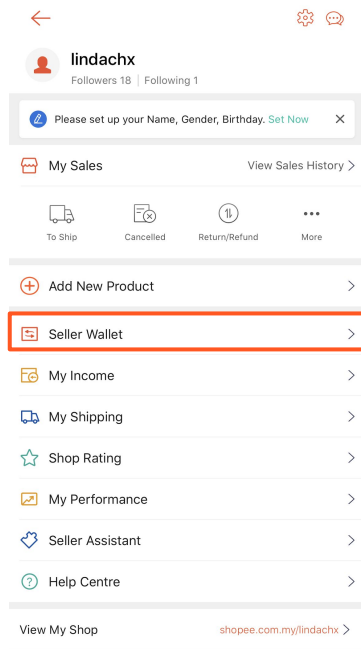 lindachx
Followers 18 | Following 1
Please set up your Name, Gender, Birthday. Set Now
My Sales View Sales History
To Ship Cancelled Return/Refund More
Add New Product
Seller Wallet
My Income
My Shipping
Shop Rating
My Performance
Seller Assistant
Help Centre
View My Shop shopee.com.my/lindachx